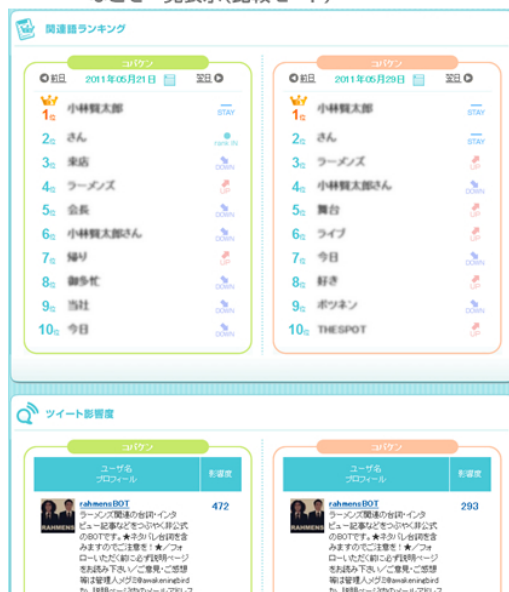 関連語ランキング
コバケン
前日 2011年05月21日 翌日
1位 小林賢太郎 STAY
2位 さん rank IN
3位 来店 DOWN
4位 ラーメンズ UP
5位 会長 DOWN
6位 小林賢太郎さん DOWN
7位 帰り UP
8位 御多忙 DOWN
9位 当社 DOWN
10位 今日 DOWN
コバケン
前日 2011年05月29日 翌日
1位 小林賢太郎 STAY
2位 さん STAY
3位 ラーメンズ UP
4位 小林賢太郎さん DOWN
5位 舞台 UP
6位 ライブ UP
7位 今日 DOWN
8位 好き DOWN
9位 ポツネン DOWN
10位 THESPOT UP
ツイート影響度
コバケン
ユーザ名
プロフィール
影響度
RAHMENS
rahmensBOT
472
ラーメンズ関連の台詞・インタ
ビュー記事などをつぶやく非公式
のBOTです。★ネタバレ台詞を含
みますのでご注意を!★/フォ
ローいただく前に必ず説明ページ
をお読み下さい/ご意見・ご感想
等は管理人メグミ@awakeningbird
コバケン
ユーザ名
プロフィール
影響度
RAHMENS
rahmensBOT
293
ラーメンズ関連の台詞・インタ
ビュー記事などをつぶやく非公式
のBOTです。★ネタバレ台詞を含
みますのでご注意を!★/フォ
ローいただく前に必ず説明ページ
をお読み下さい/ご意見・ご感想
等は管理人メグミ@awakeningbird